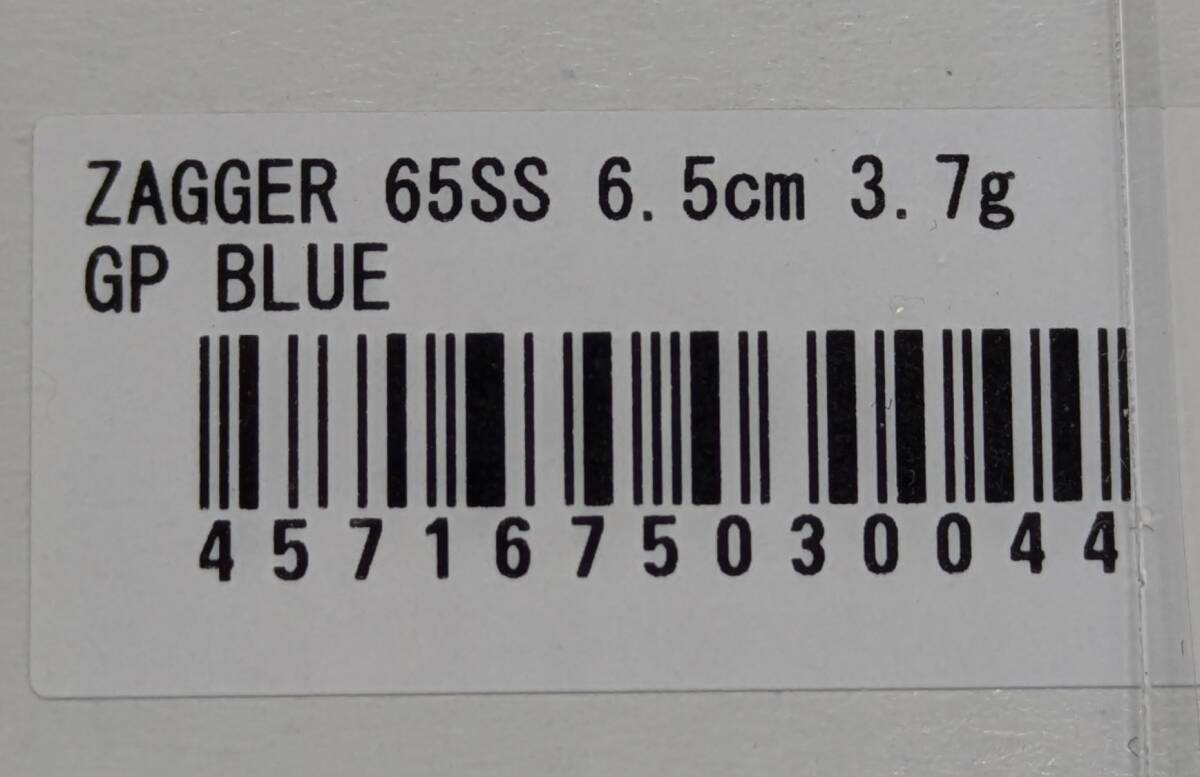 ZAGGER 65SS 6.5cm 3.7g
GP BLUE
4571675030044